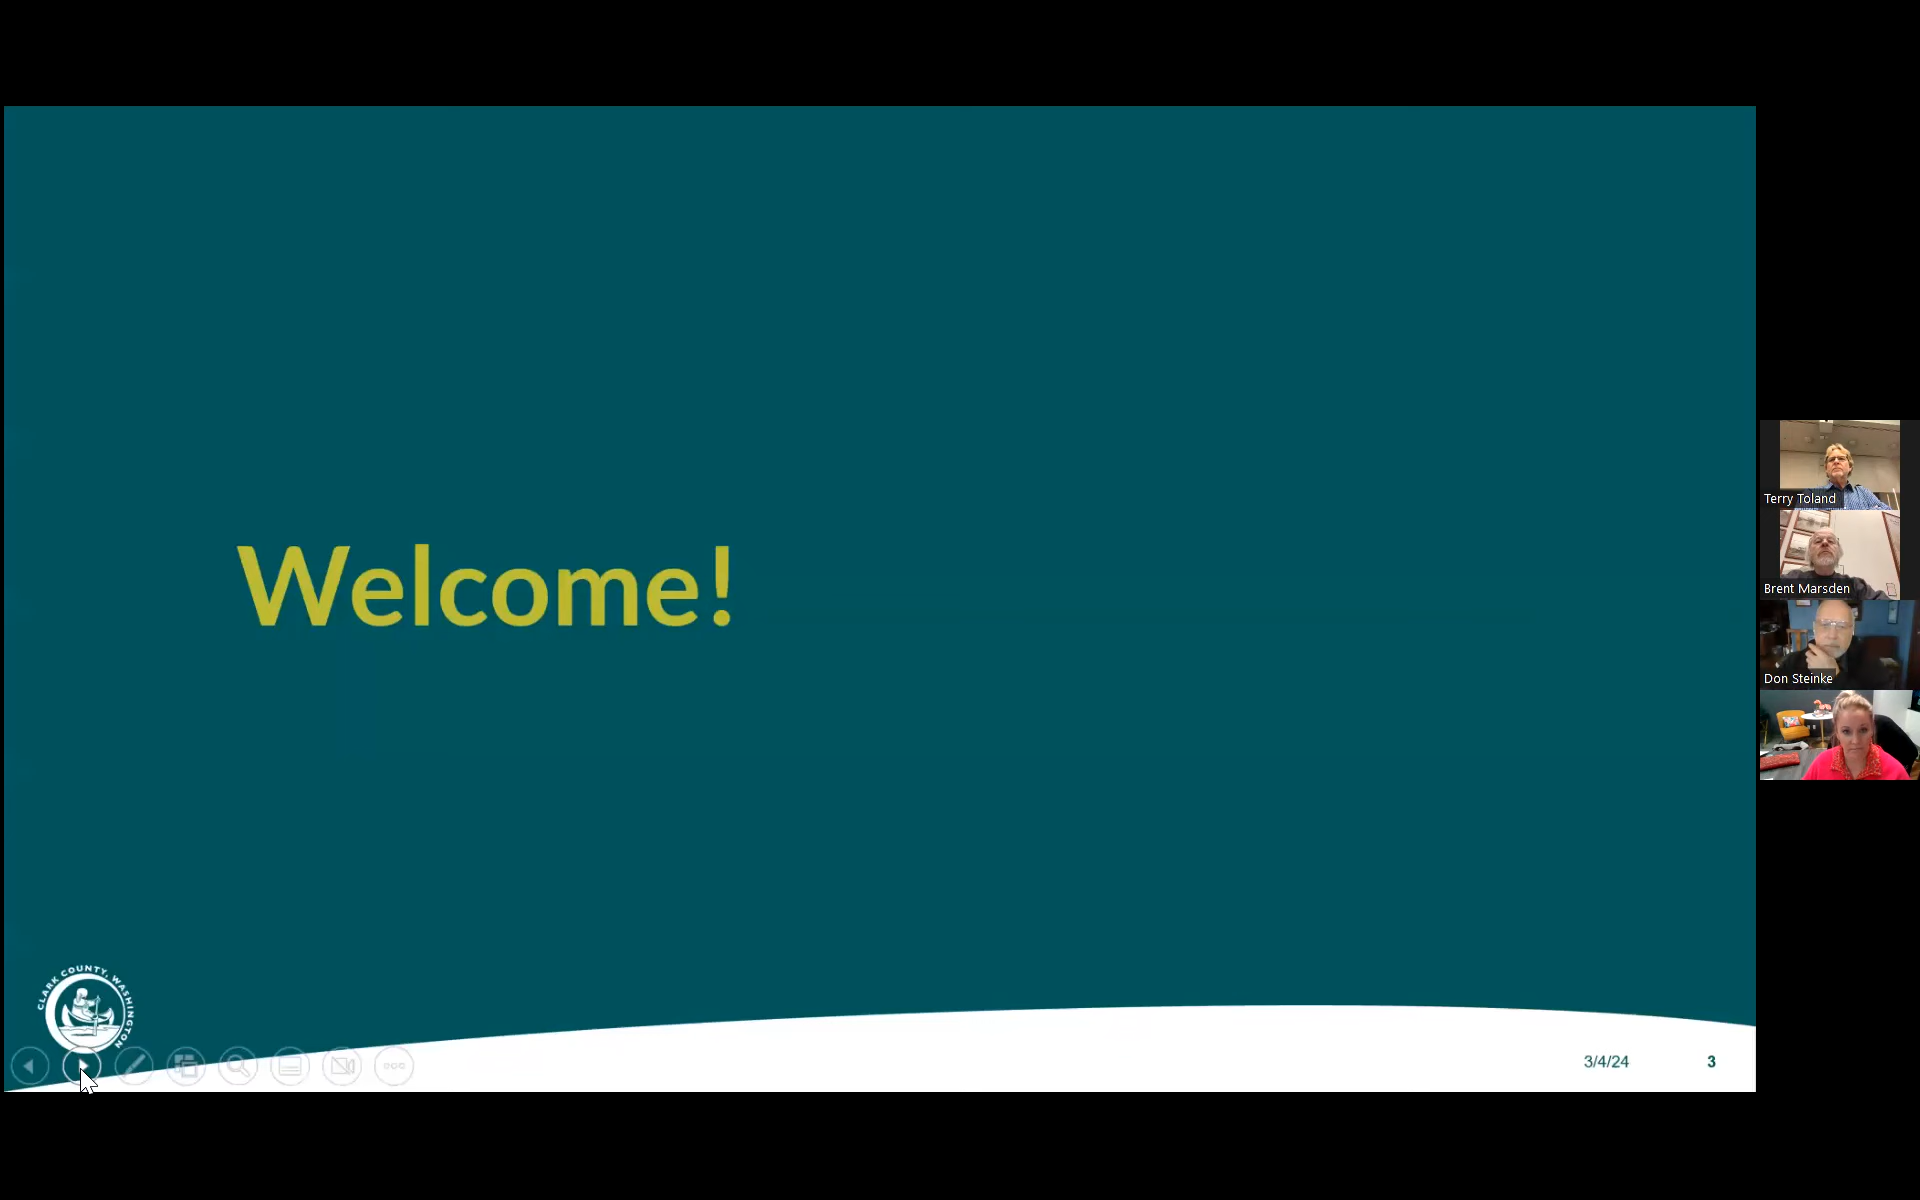 Welcome!
CLARK COUNTY, WASHINGTON
3/4/24
3
Terry Toland
Brent Marsden
Don Steinke